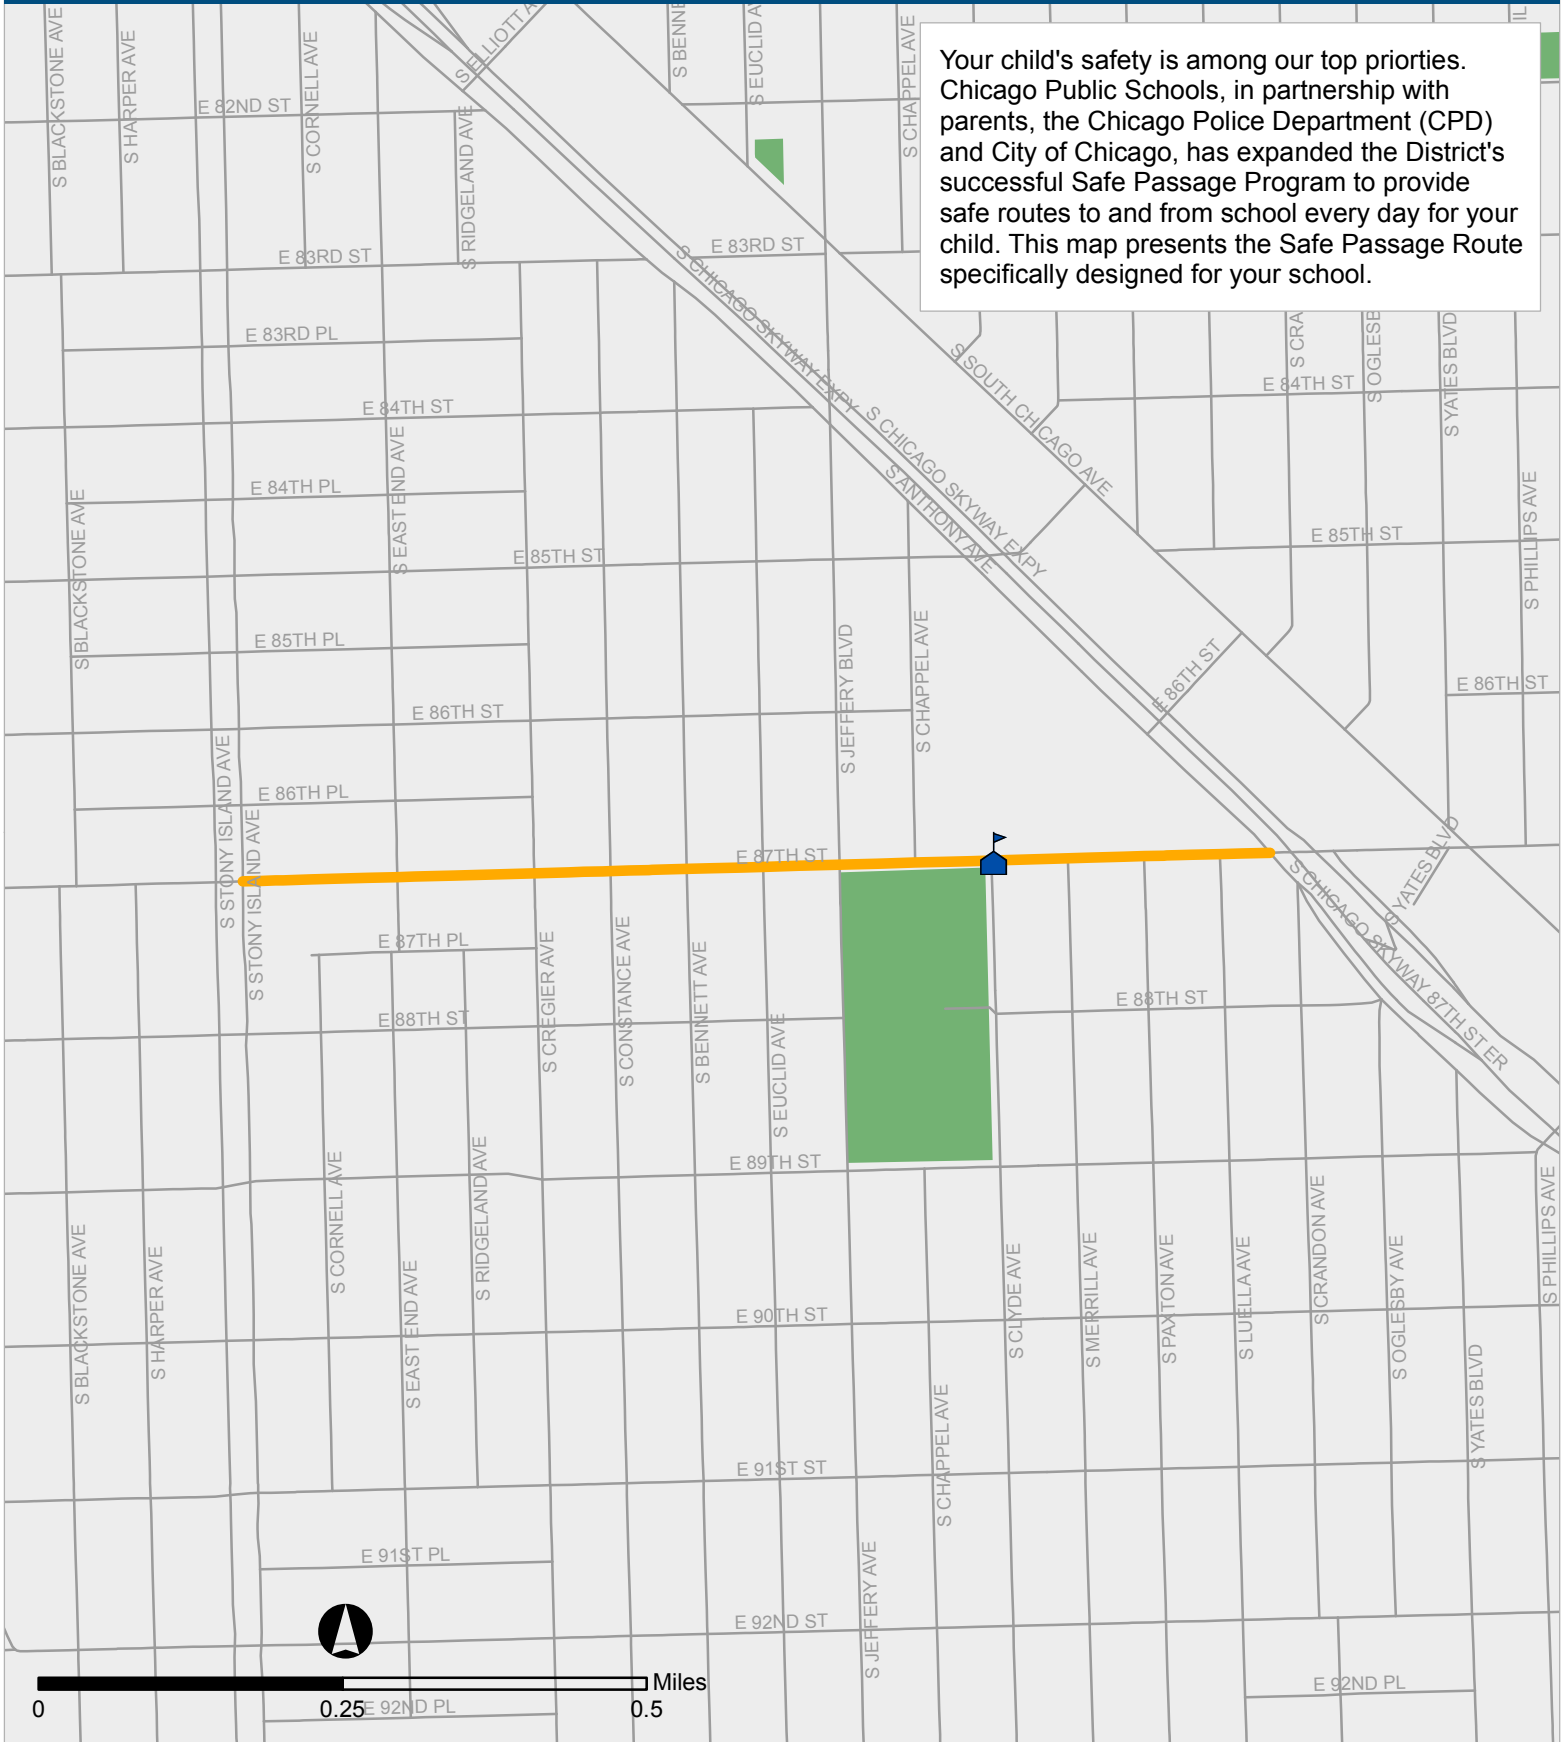 Your child's safety is among our top priorties.
Chicago Public Schools, in partnership with
parents, the Chicago Police Department (CPD)
and City of Chicago, has expanded the District's
successful Safe Passage Program to provide
safe routes to and from school every day for your
child. This map presents the Safe Passage Route
specifically designed for your school.
S BLACKSTONE AVE
S HARPER AVE
S CORNELL AVE
S RIDGELAND AVE
S ELLIOTT A
S BENNE
S EUCLID A
S CHAPPEL AVE
IL
E 82ND ST
E 83RD ST
E 83RD ST
S CHICAGO SKYWAY EXPY
E 83RD PL
S SOUTH CHICAGO AVE
S CRA
S OGLESB
S YATES BLVD
E 84TH ST
E 84TH ST
S CHICAGO SKYWAY EXPY
S ANTHONY AVE
S EAST END AVE
E 84TH PL
S BLACKSTONE AVE
S PHILLIPS AVE
E 85TH ST
E 85TH ST
E 85TH PL
S JEFFERY BLVD
S CHAPPEL AVE
E 86TH ST
E 86TH ST
E 86TH ST
S STONY ISLAND AVE
E 86TH PL
S STONY ISLAND AVE
E 87TH ST
S YATES BLVD
S CHICAGO SKYWAY 87TH ST ER
E 87TH PL
S CREGIER AVE
S CONSTANCE AVE
S BENNETT AVE
S EUCLID AVE
E 88TH ST
E 88TH ST
E 89TH ST
S CORNELL AVE
S RIDGELAND AVE
S BLACKSTONE AVE
S HARPER AVE
S EAST END AVE
S CLYDE AVE
S MERRILL AVE
S PAXTON AVE
S LUELLA AVE
S CRANDON AVE
S OGLESBY AVE
S PHILLIPS AVE
E 90TH ST
S YATES BLVD
S CHAPPEL AVE
E 91ST ST
E 91ST PL
S JEFFERY AVE
E 92ND ST
E 92ND PL
Miles
0
0.25
0.5
E 92ND PL